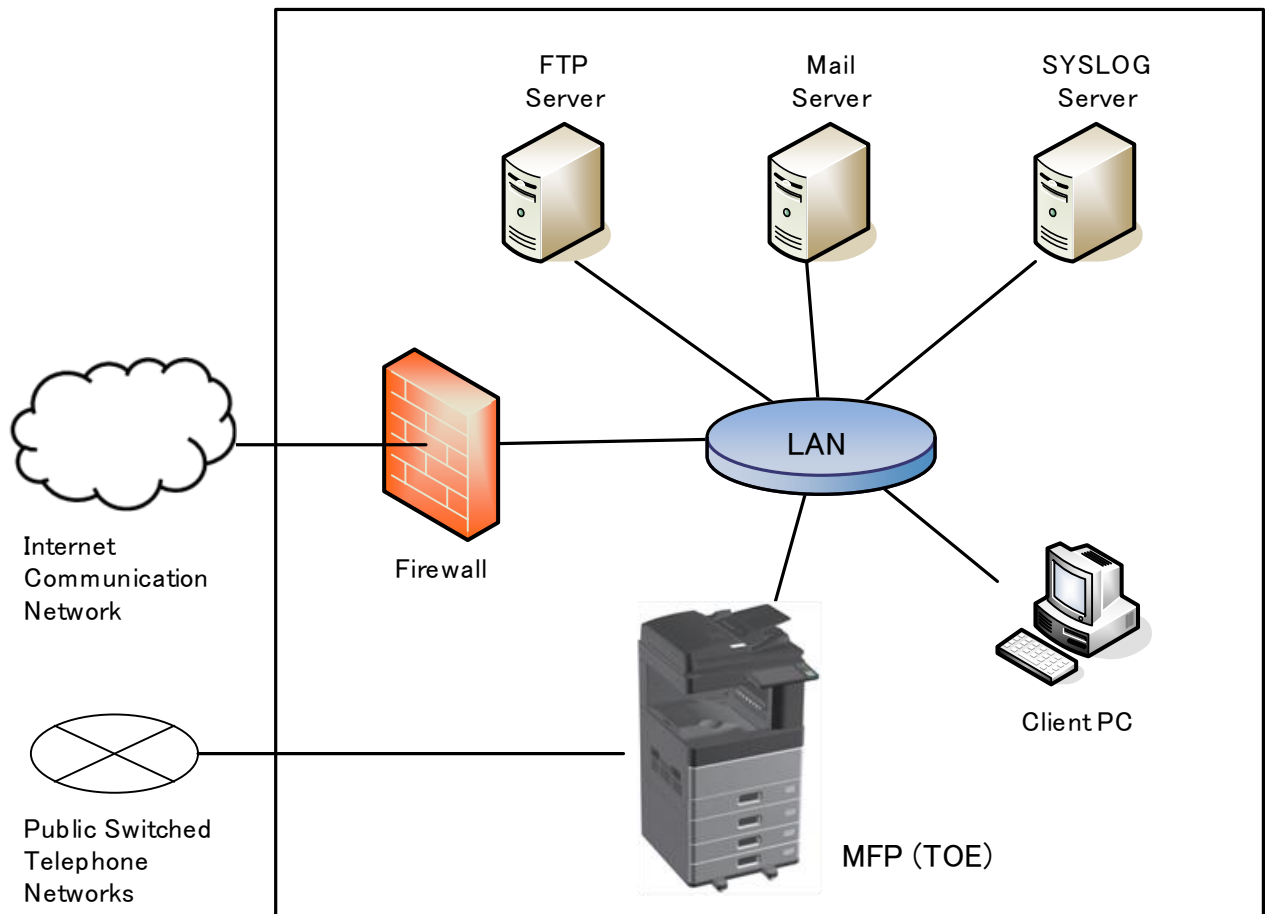 FTP
Server
Mail
Server
SYSLOG
Server
LAN
Internet
Communication
Network
Firewall
Client PC
Public Switched
Telephone
Networks
MFP (TOE)